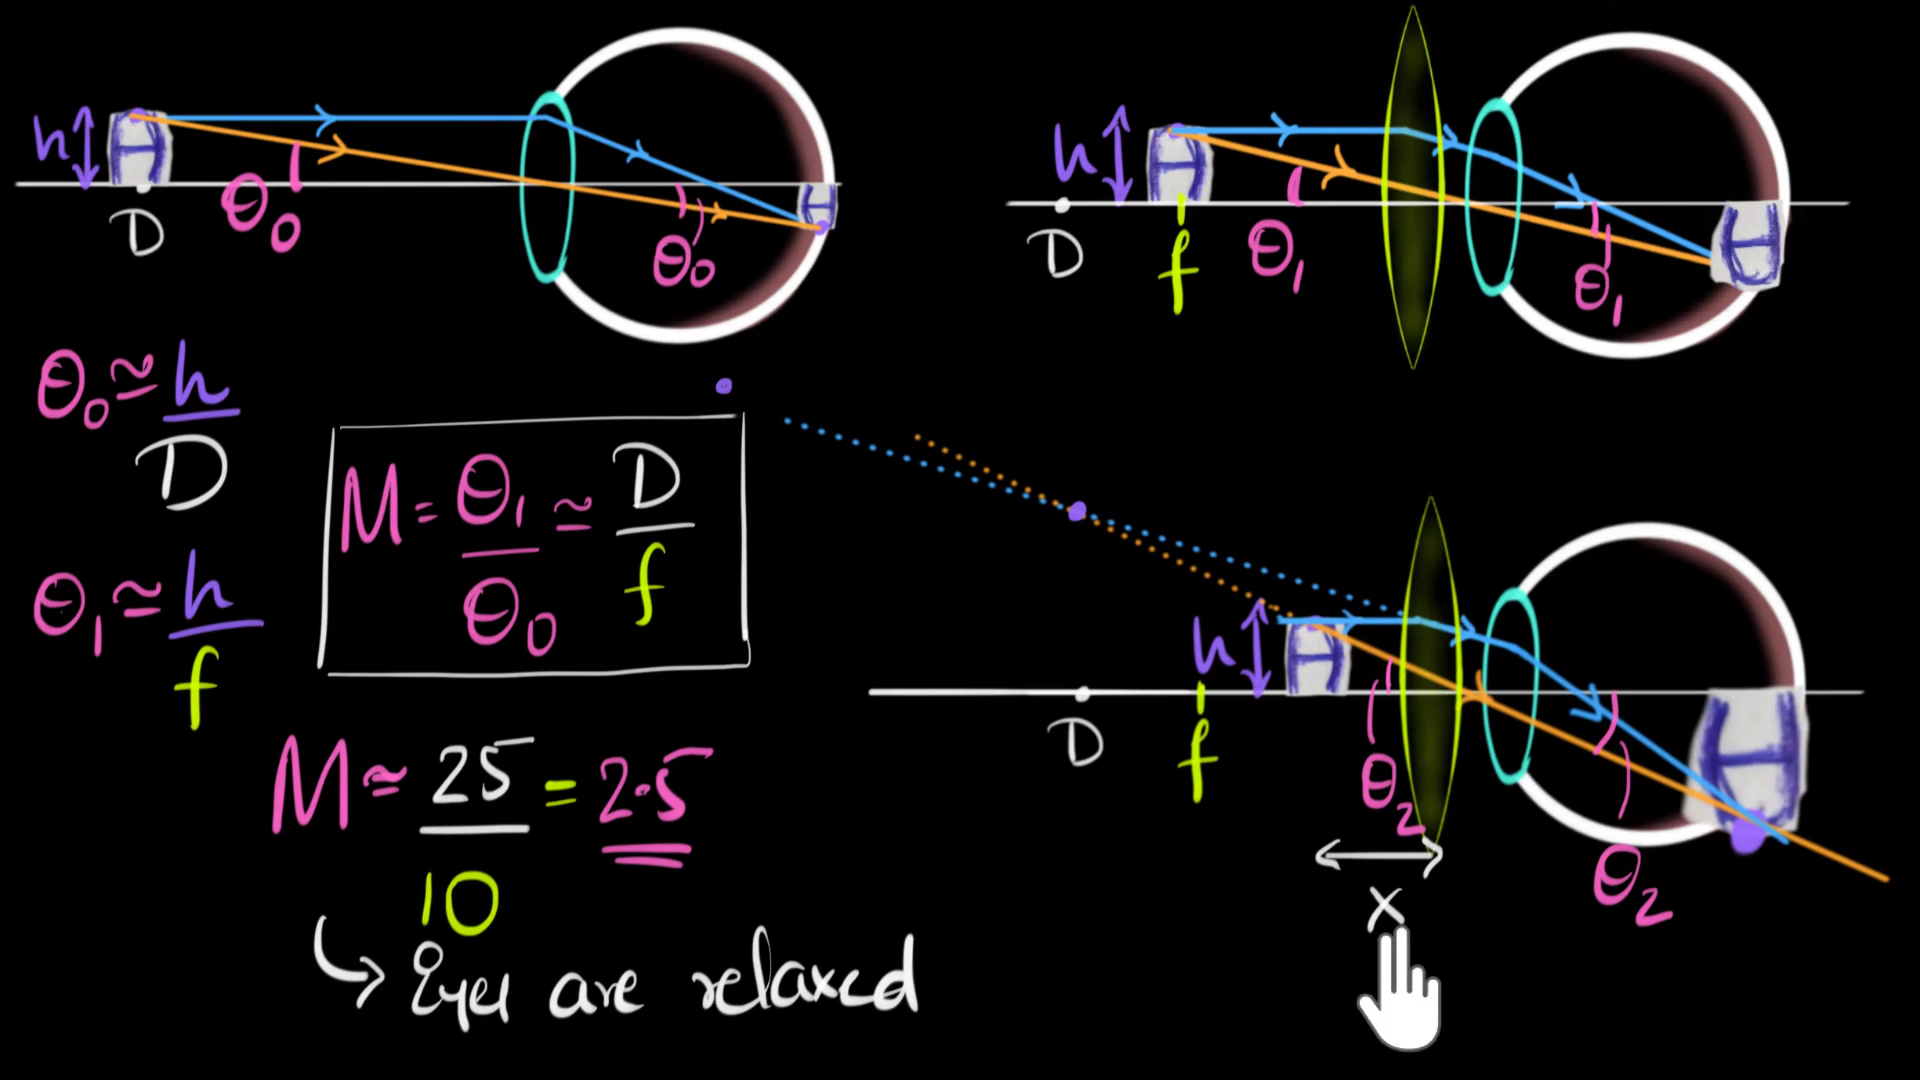 h
D
θ₀
θ₀
H
H
h
D
f
θ₁
θ₁
H
H
θ₀ ≃ h/D
θ₁ ≃ h/f
M = θ₁/θ₀ ≃ D/f
M ≃ 25/10 = 2.5
Eyes are relaxed
h
D
f
θ₂
θ₂
H
H
x